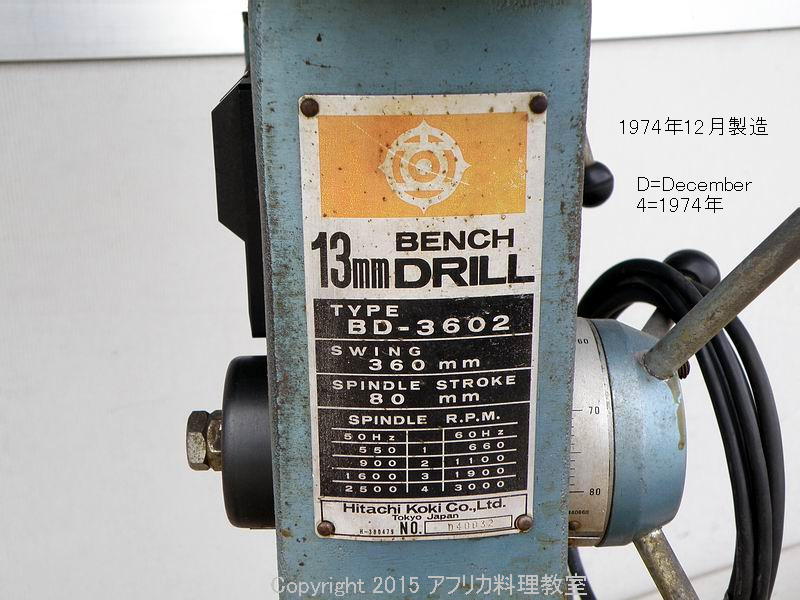 1974年12月製造
D=December
4=1974年
BENCH
13mm DRILL
TYPE
BD-3602
SWING
360 mm
SPINDLE STROKE
80 mm
SPINDLE R.P.M.
50Hz 60Hz
550 1 660
900 2 1100
1600 3 1900
2500 4 3000
Hitachi Koki Co.,Ltd.
Tokyo Japan
NO. D40032
60
70
80
Copyright 2015 アフリカ料理教室